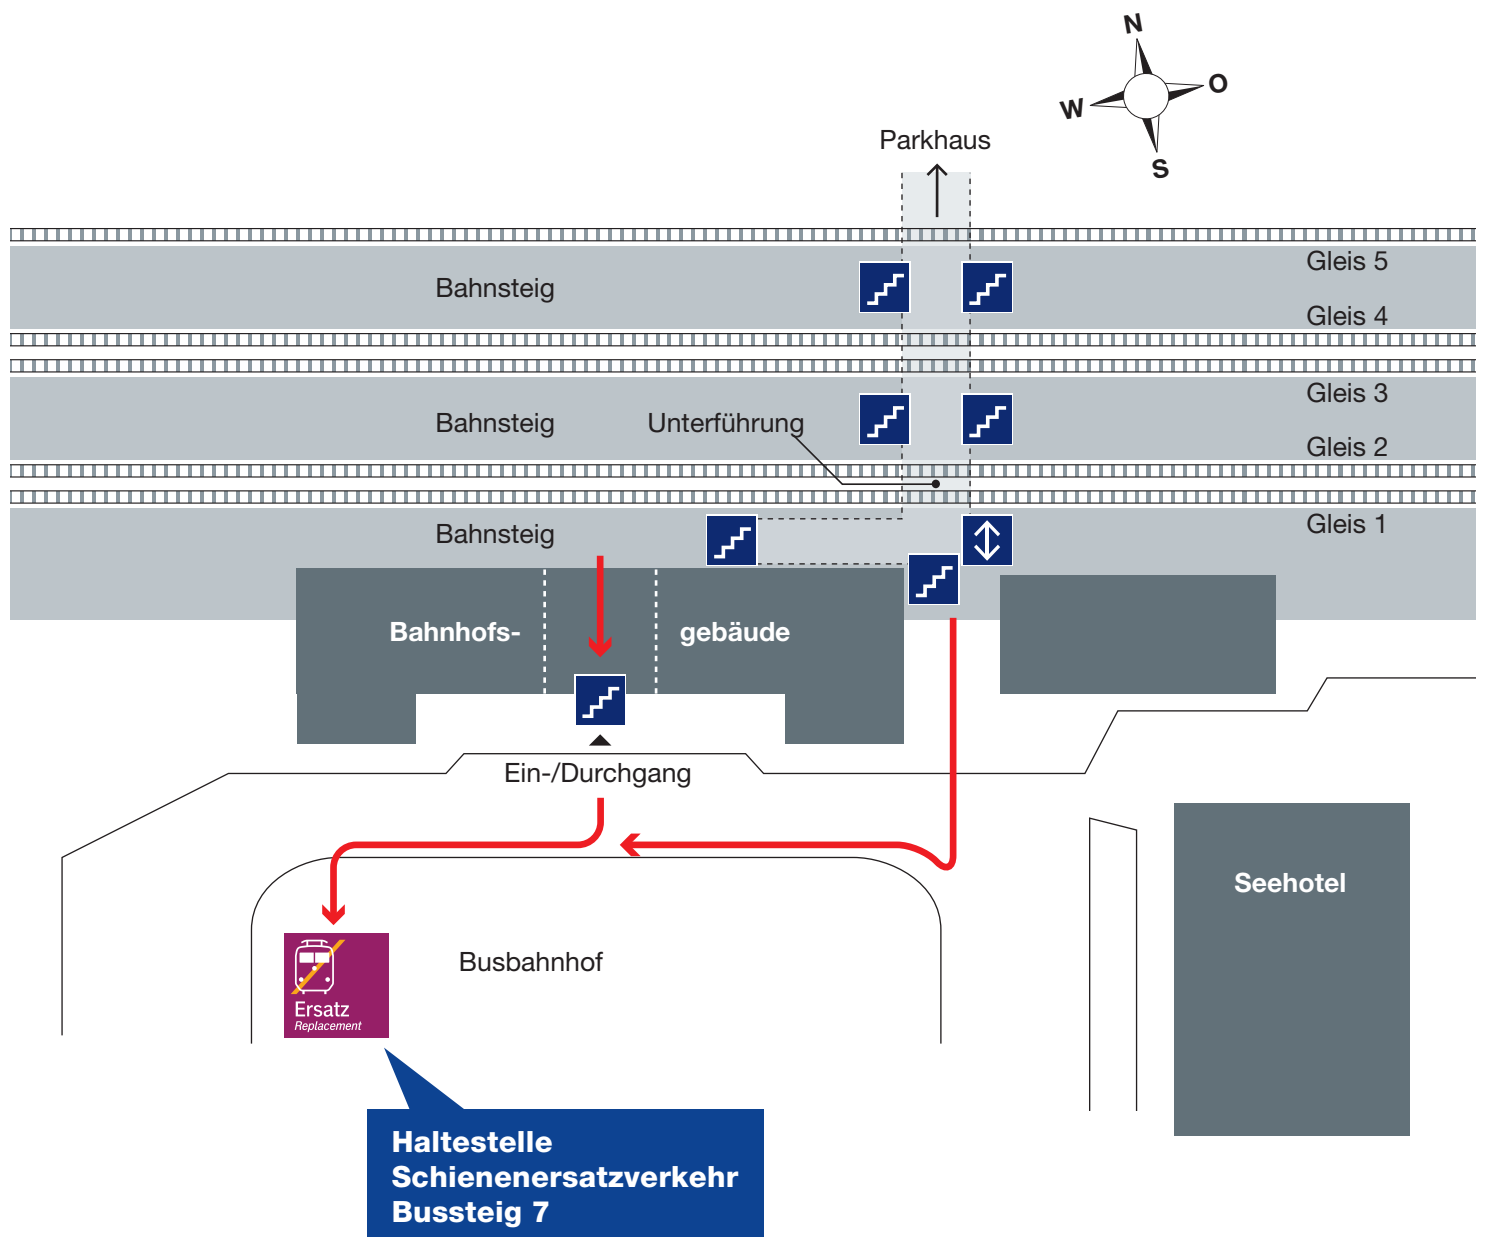 N
O
W
S
Parkhaus
Gleis 5
Bahnsteig
Gleis 4
Gleis 3
Bahnsteig
Unterführung
Gleis 2
Gleis 1
Bahnsteig
Bahnhofs-
gebäude
Ein-/Durchgang
Seehotel
Busbahnhof
Ersatz
Replacement
Haltestelle
Schienenersatzverkehr
Bussteig 7